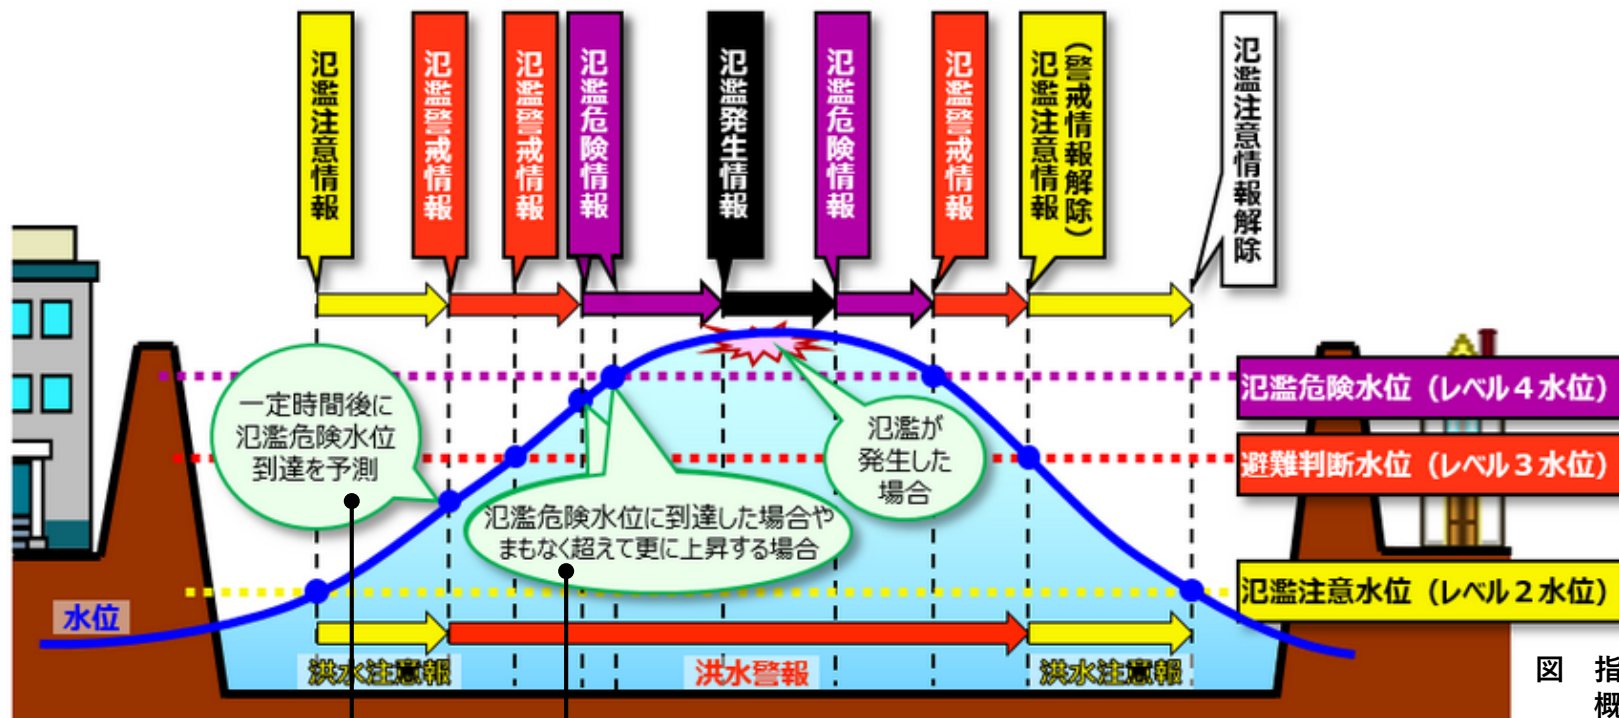 氾濫注意情報
氾濫警戒情報
氾濫警戒情報
氾濫危険情報
氾濫発生情報
氾濫危険情報
氾濫警戒情報
(警戒情報解除)
氾濫注意情報
氾濫注意情報解除
一定時間後に
氾濫危険水位
到達を予測
氾濫危険水位に到達した場合や
まもなく超えて更に上昇する場合
氾濫が
発生した
場合
氾濫危険水位（レベル４水位）
避難判断水位（レベル３水位）
氾濫注意水位（レベル２水位）
水位
洪水注意報
洪水警報
洪水注意報
図 指
概